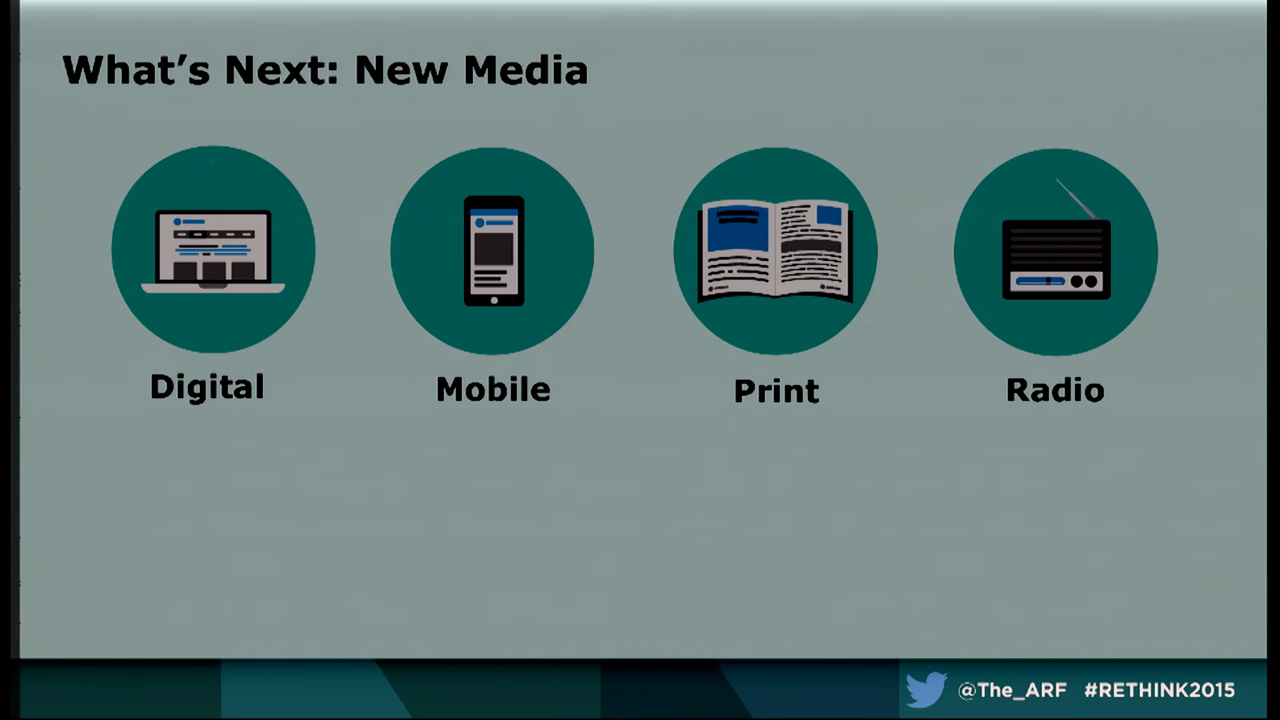 What's Next: New Media
Digital
Mobile
Print
Radio
@The_ARF #RETHINK2015